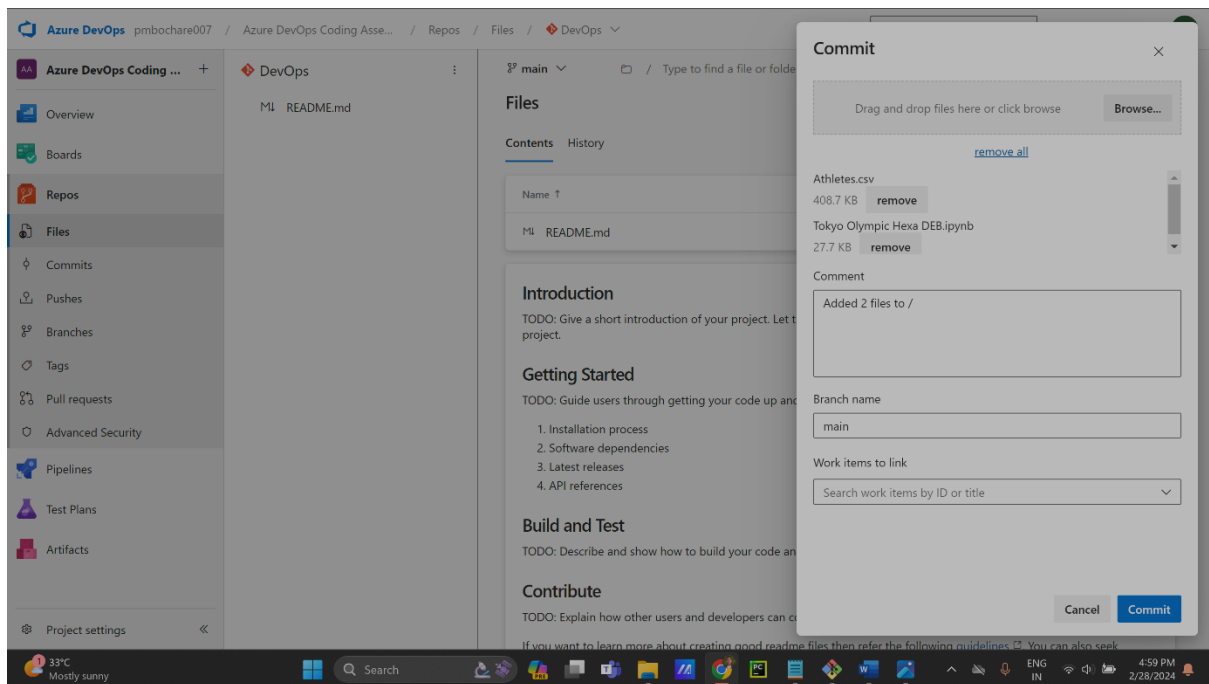 Azure DevOps pmbochare007 / Azure DevOps Coding Asse... / Repos / Files / DevOps
AA Azure DevOps Coding ... +
Overview
Boards
Repos
Files
Commits
Pushes
Branches
Tags
Pull requests
Advanced Security
Pipelines
Test Plans
Artifacts
Project settings
DevOps
README.md
main / Type to find a file or folde
Files
Contents History
Name ↑
README.md
Introduction
TODO: Give a short introduction of your project. Let t
project.
Getting Started
TODO: Guide users through getting your code up and
1. Installation process
2. Software dependencies
3. Latest releases
4. API references
Build and Test
TODO: Describe and show how to build your code an
Contribute
TODO: Explain how other users and developers can co
If you want to learn more about creating good readme files then refer the following guidelines. You can also seek
Commit
Drag and drop files here or click browse Browse...
remove all
Athletes.csv
408.7 KB remove
Tokyo Olympic Hexa DEB.ipynb
27.7 KB remove
Comment
Added 2 files to /
Branch name
main
Work items to link
Search work items by ID or title
Cancel Commit
1 33°C
Mostly sunny
Search
PRE
PC
ENG
IN
4:59 PM
2/28/2024